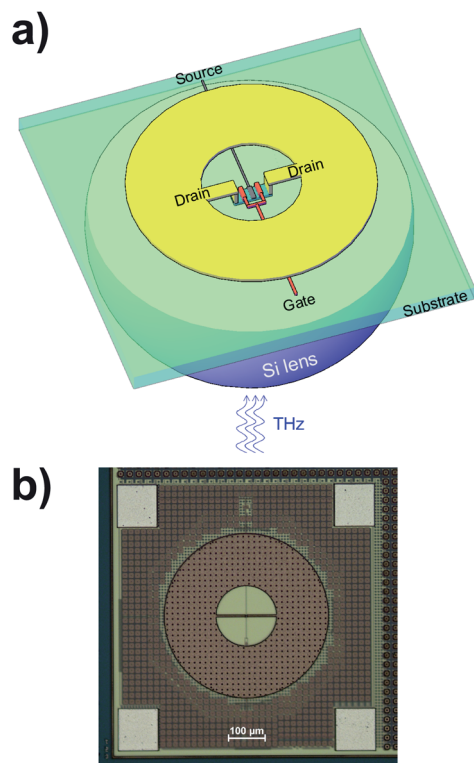 a)
Source
Drain
Drain
Gate
Substrate
Si lens
THz
b)
100 µm